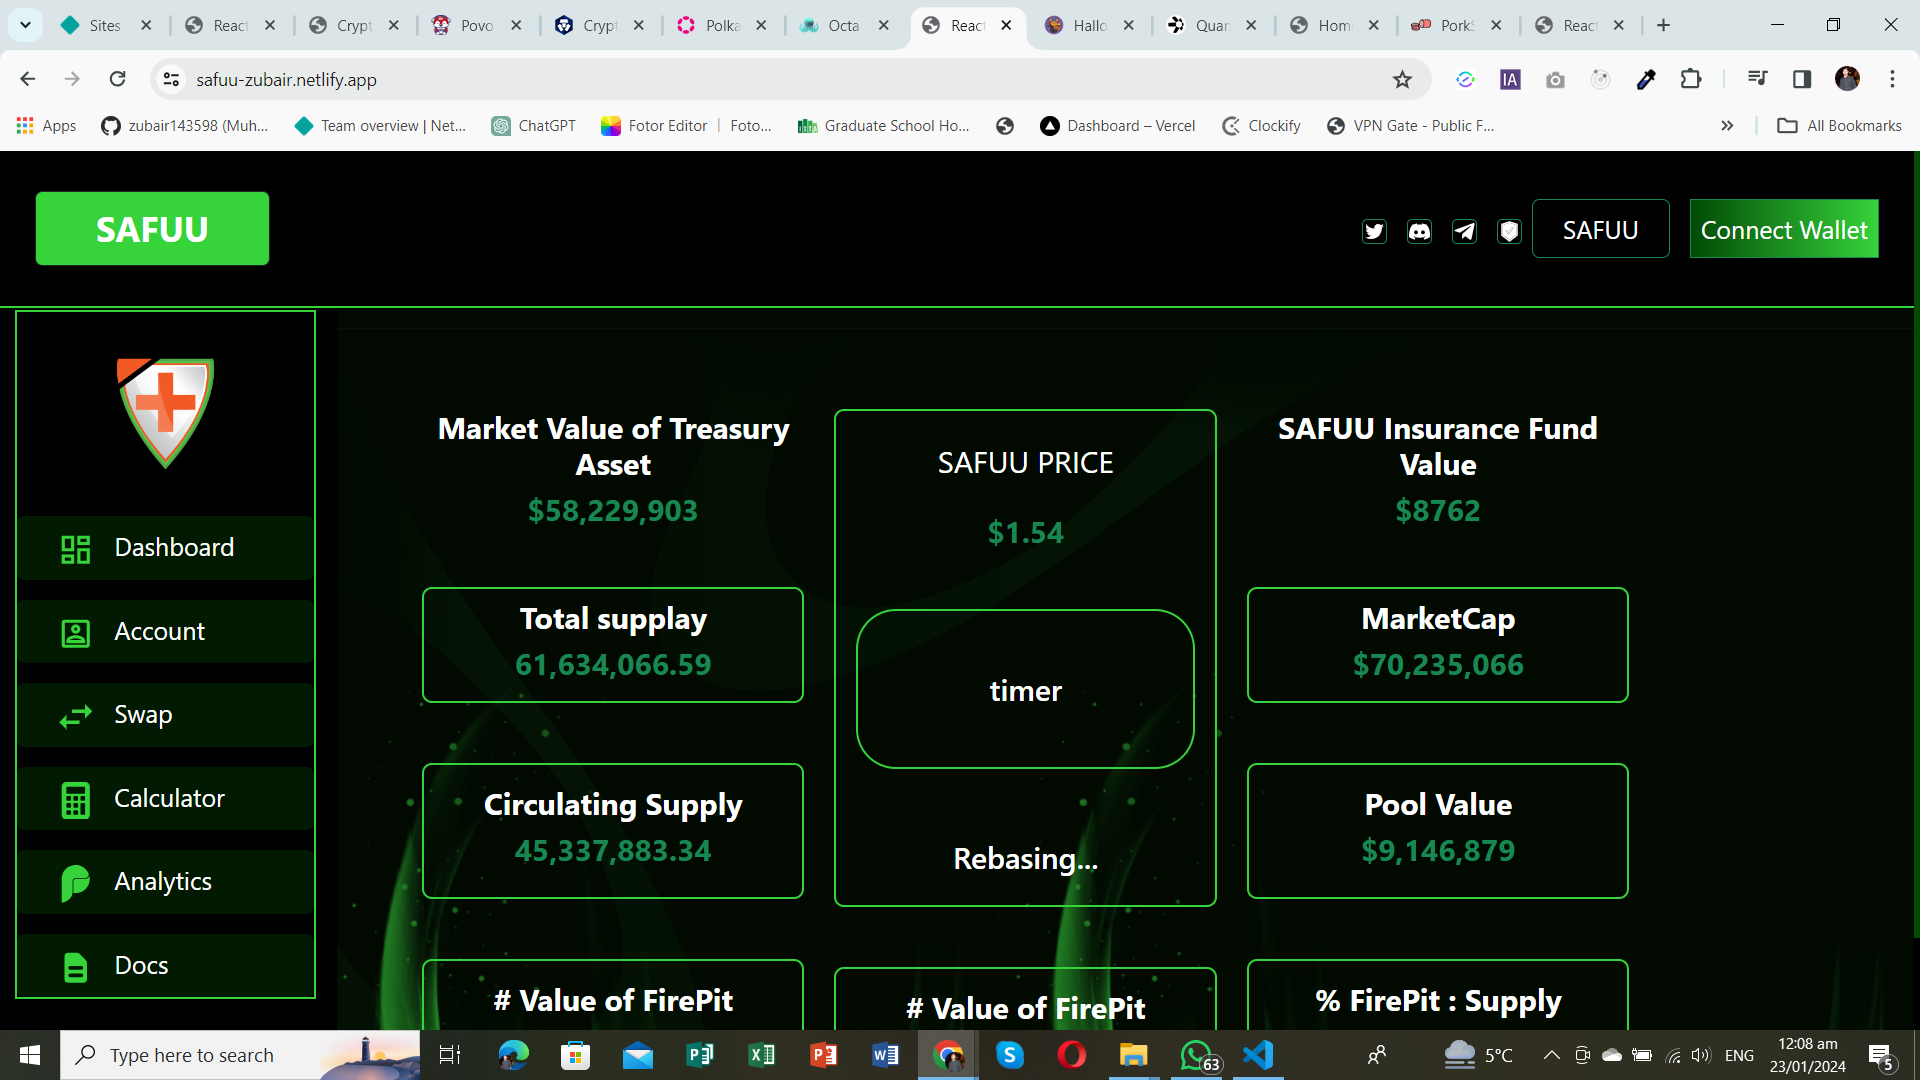 Sites
React
Crypt
Povo
Crypt
Polka
Octa
React
Hallo
Quan
Hom
PorkS
React
safuu-zubair.netlify.app
IA
Apps
zubair143598 (Muh...
Team overview | Net...
ChatGPT
Fotor Editor | Foto...
Graduate School Ho...
Dashboard – Vercel
Clockify
VPN Gate - Public F...
All Bookmarks
SAFUU
SAFUU
Connect Wallet
Dashboard
Account
Swap
Calculator
Analytics
Docs
Market Value of Treasury
Asset
$58,229,903
SAFUU PRICE
$1.54
SAFUU Insurance Fund
Value
$8762
Total supplay
61,634,066.59
timer
MarketCap
$70,235,066
Circulating Supply
45,337,883.34
Rebasing...
Pool Value
$9,146,879
# Value of FirePit
# Value of FirePit
% FirePit : Supply
Type here to search
63
5°C
ENG
12:08 am
23/01/2024
5